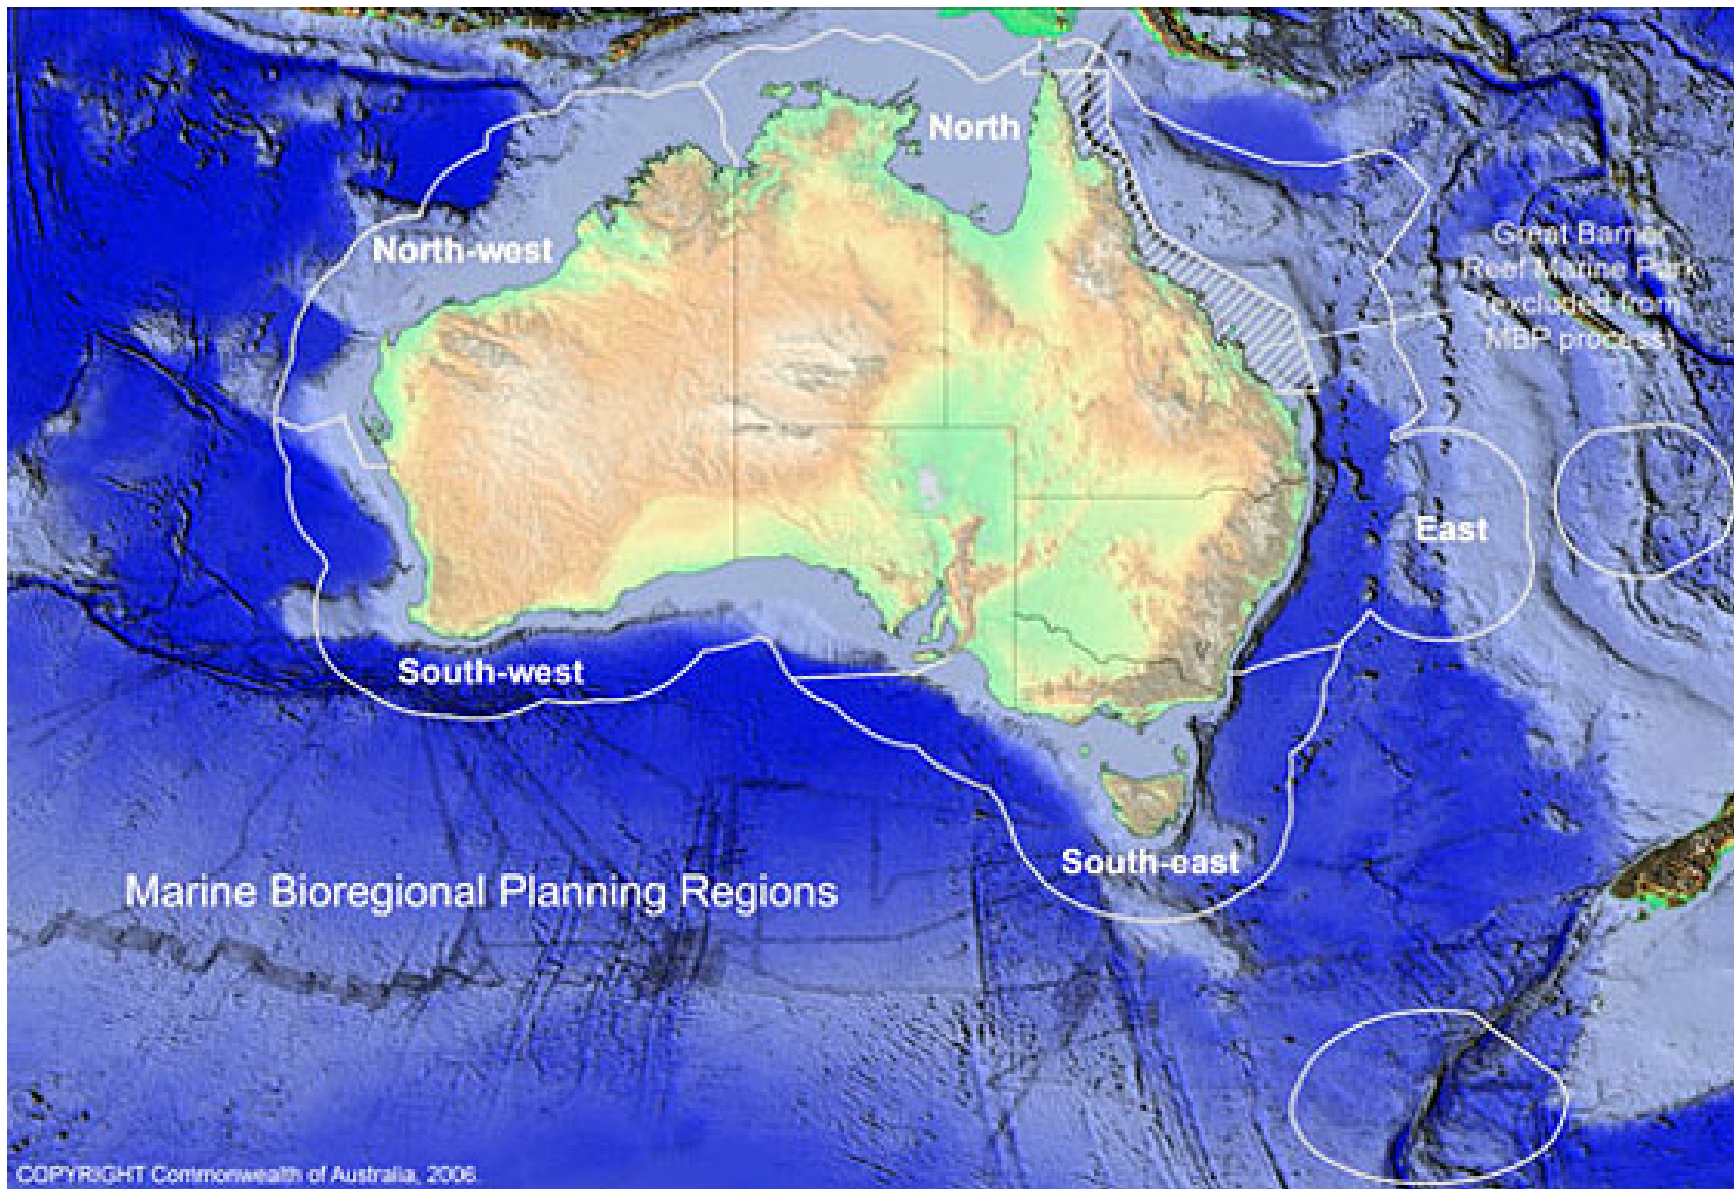 North
North-west
Great Barrier
Reef Marine Park
(excluded from
MBP process)
East
South-west
South-east
Marine Bioregional Planning Regions
COPYRIGHT Commonwealth of Australia, 2006.